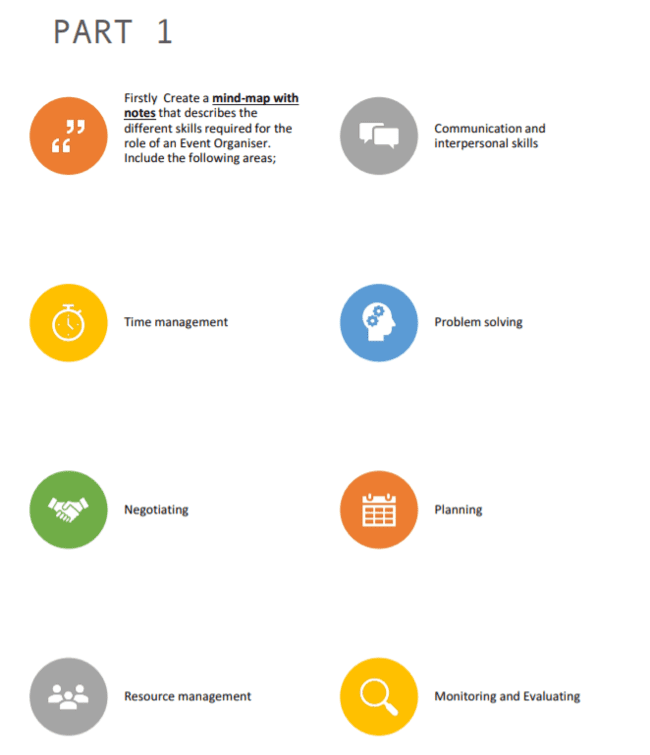 PART 1
Firstly Create a mind-map with
notes that describes the
different skills required for the
role of an Event Organiser.
Include the following areas;
Communication and
interpersonal skills
Time management
Problem solving
Negotiating
Planning
Resource management
Monitoring and Evaluating